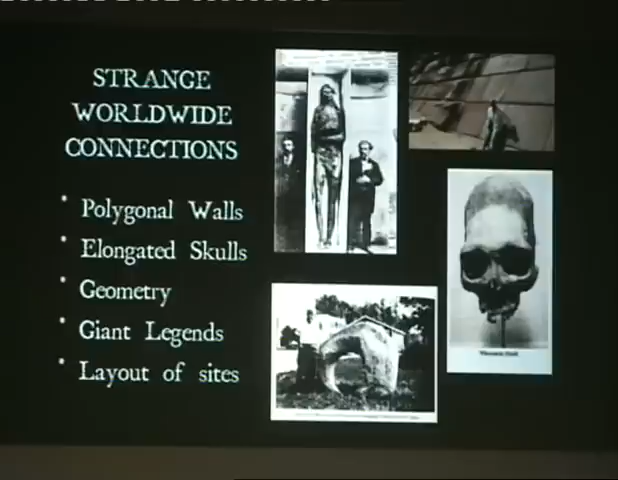 STRANGE
WORLDWIDE
CONNECTIONS
• Polygonal Walls
• Elongated Skulls
• Geometry
• Giant Legends
• Layout of sites